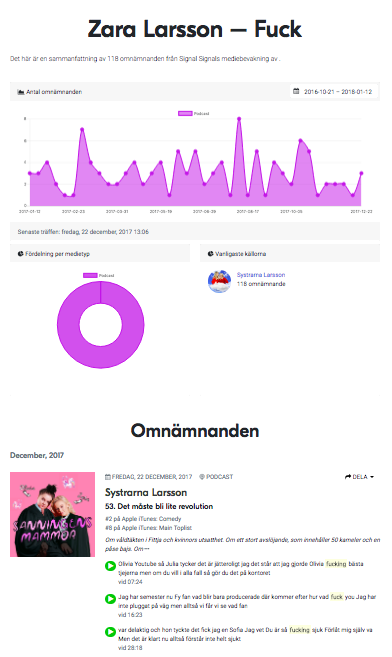 Zara Larsson — Fuck
Det här är en sammanfattning av 118 omnämnanden från Signal Signals mediebevakning av .
Antal omnämnanden
2016-10-21 – 2018-01-12
Podcast
8
6
4
2
0
2017-01-13
2017-02-23
2017-03-31
2017-05-16
2017-06-29
2017-08-17
2017-10-05
2017-12-22
Senaste träffen: fredag, 22 december, 2017 13:06
Fördelning per medietyp
Vanligaste källorna
Podcast
Systrarna Larsson
118 omnämnande
Omnämnanden
December, 2017
FREDAG, 22 DECEMBER, 2017
PODCAST
DELA
MANNINGENS
MAMMOR
Systrarna Larsson
53. Det måste bli lite revolution
#2 på Apple iTunes: Comedy
#8 på Apple iTunes: Main Toplist
Om våldtäkten i Fittja och kvinnors utsatthet. Om ett stort avslöjande, som innehåller 50 kameror och en
påse bajs. Om…
Olivia Youtube så Julia tycker det är jätteroligt jag det står att jag gjorde Olivia fucking bästa
tjejerna men om du vill i alla fall så gör du det på kontoret
vid 07:24
Jag har semester nu Fy fan vad blir bara producerade där kommer efter hur vad fuck you Jag har
inte pluggat på väg men alltså vi får vi se vad fan
vid 16:23
var delaktig och hon tyckte det fick jag en Sofia Jag vet Du är så fucking sjuk Förlåt mig själv va
Men det är klart nu alltså förstår inte helt sjukt
vid 28:18